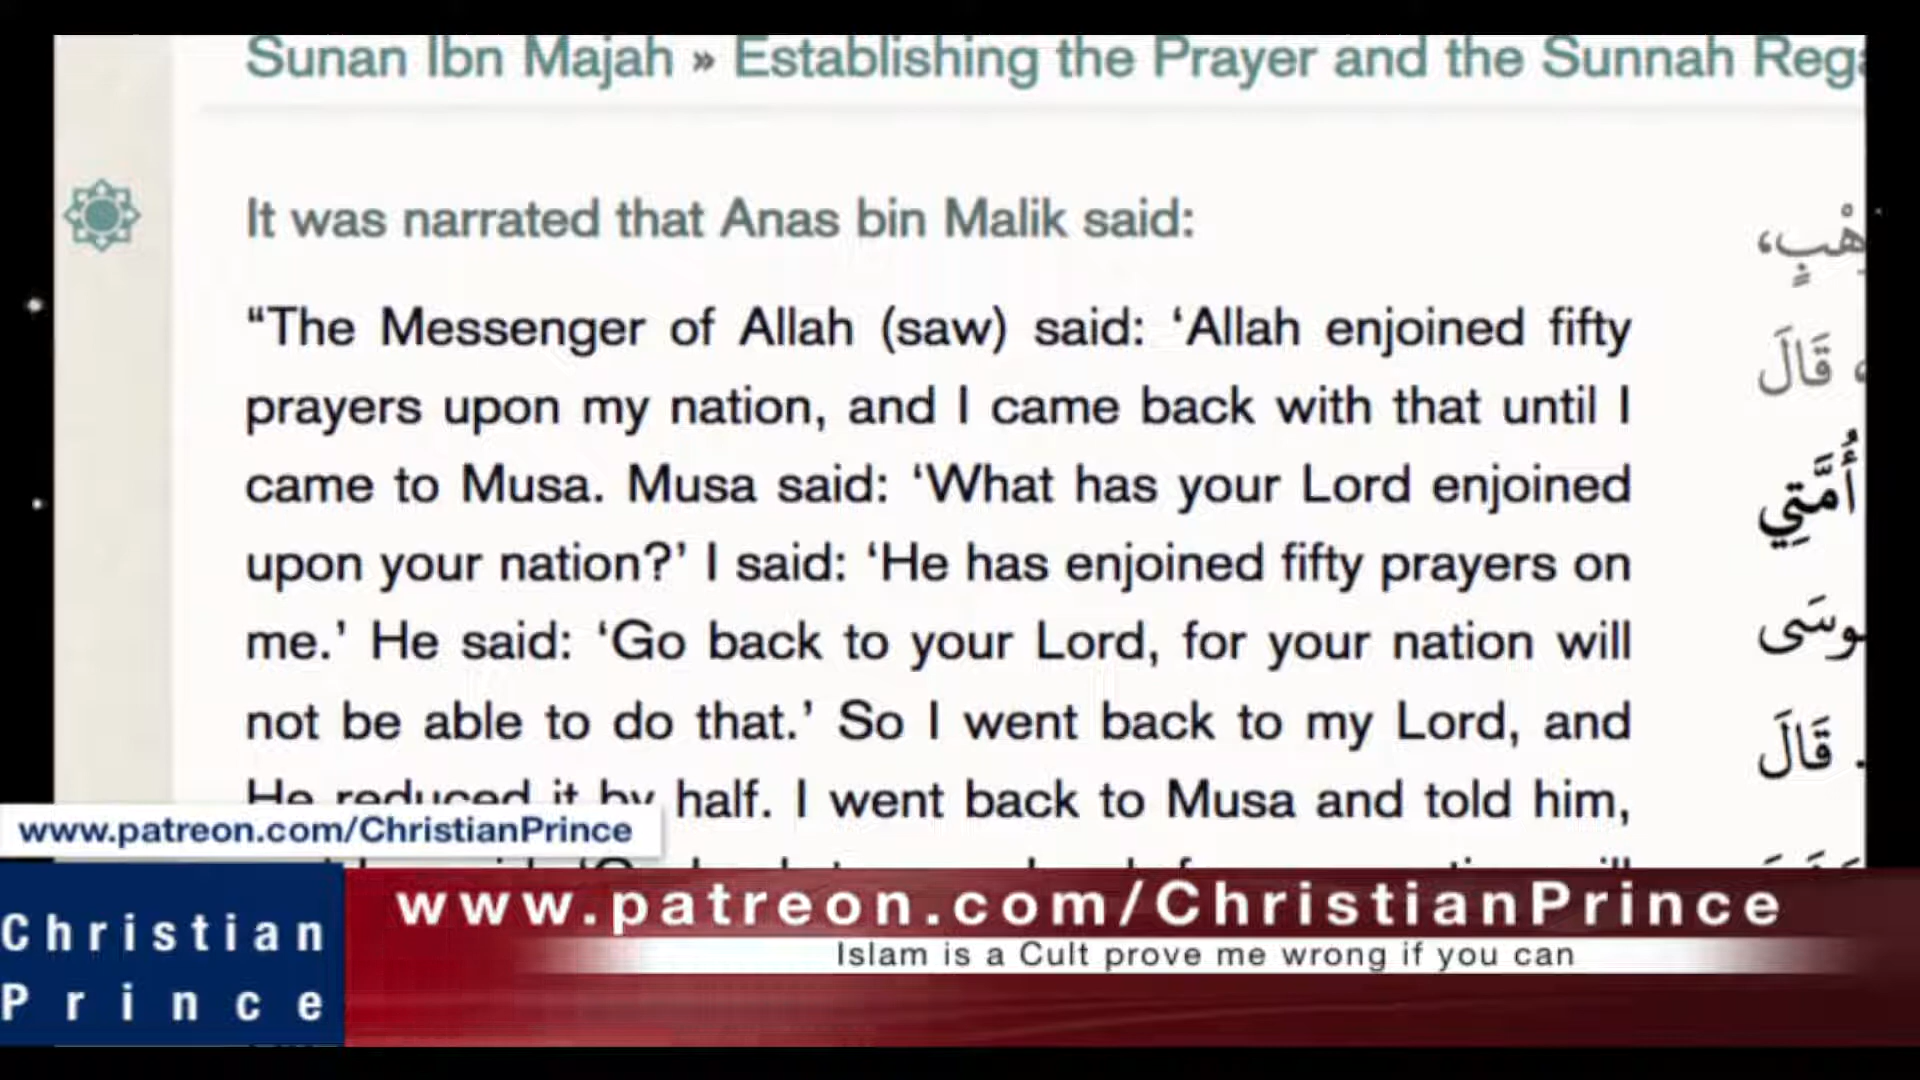 Sunan Ibn Majah » Establishing the Prayer and the Sunnah
It was narrated that Anas bin Malik said:
“The Messenger of Allah (saw) said: ‘Allah enjoined fifty
prayers upon my nation, and I came back with that until I
came to Musa. Musa said: ‘What has your Lord enjoined
upon your nation?’ I said: ‘He has enjoined fifty prayers on
me.’ He said: ‘Go back to your Lord, for your nation will
not be able to do that.’ So I went back to my Lord, and
He reduced it by half. I went back to Musa and told him,
قَالَ
أُمَّتِي
قَالَ
www.patreon.com/ChristianPrince
Christian
Prince
www.patreon.com/ChristianPrince
Islam is a Cult prove me wrong if you can